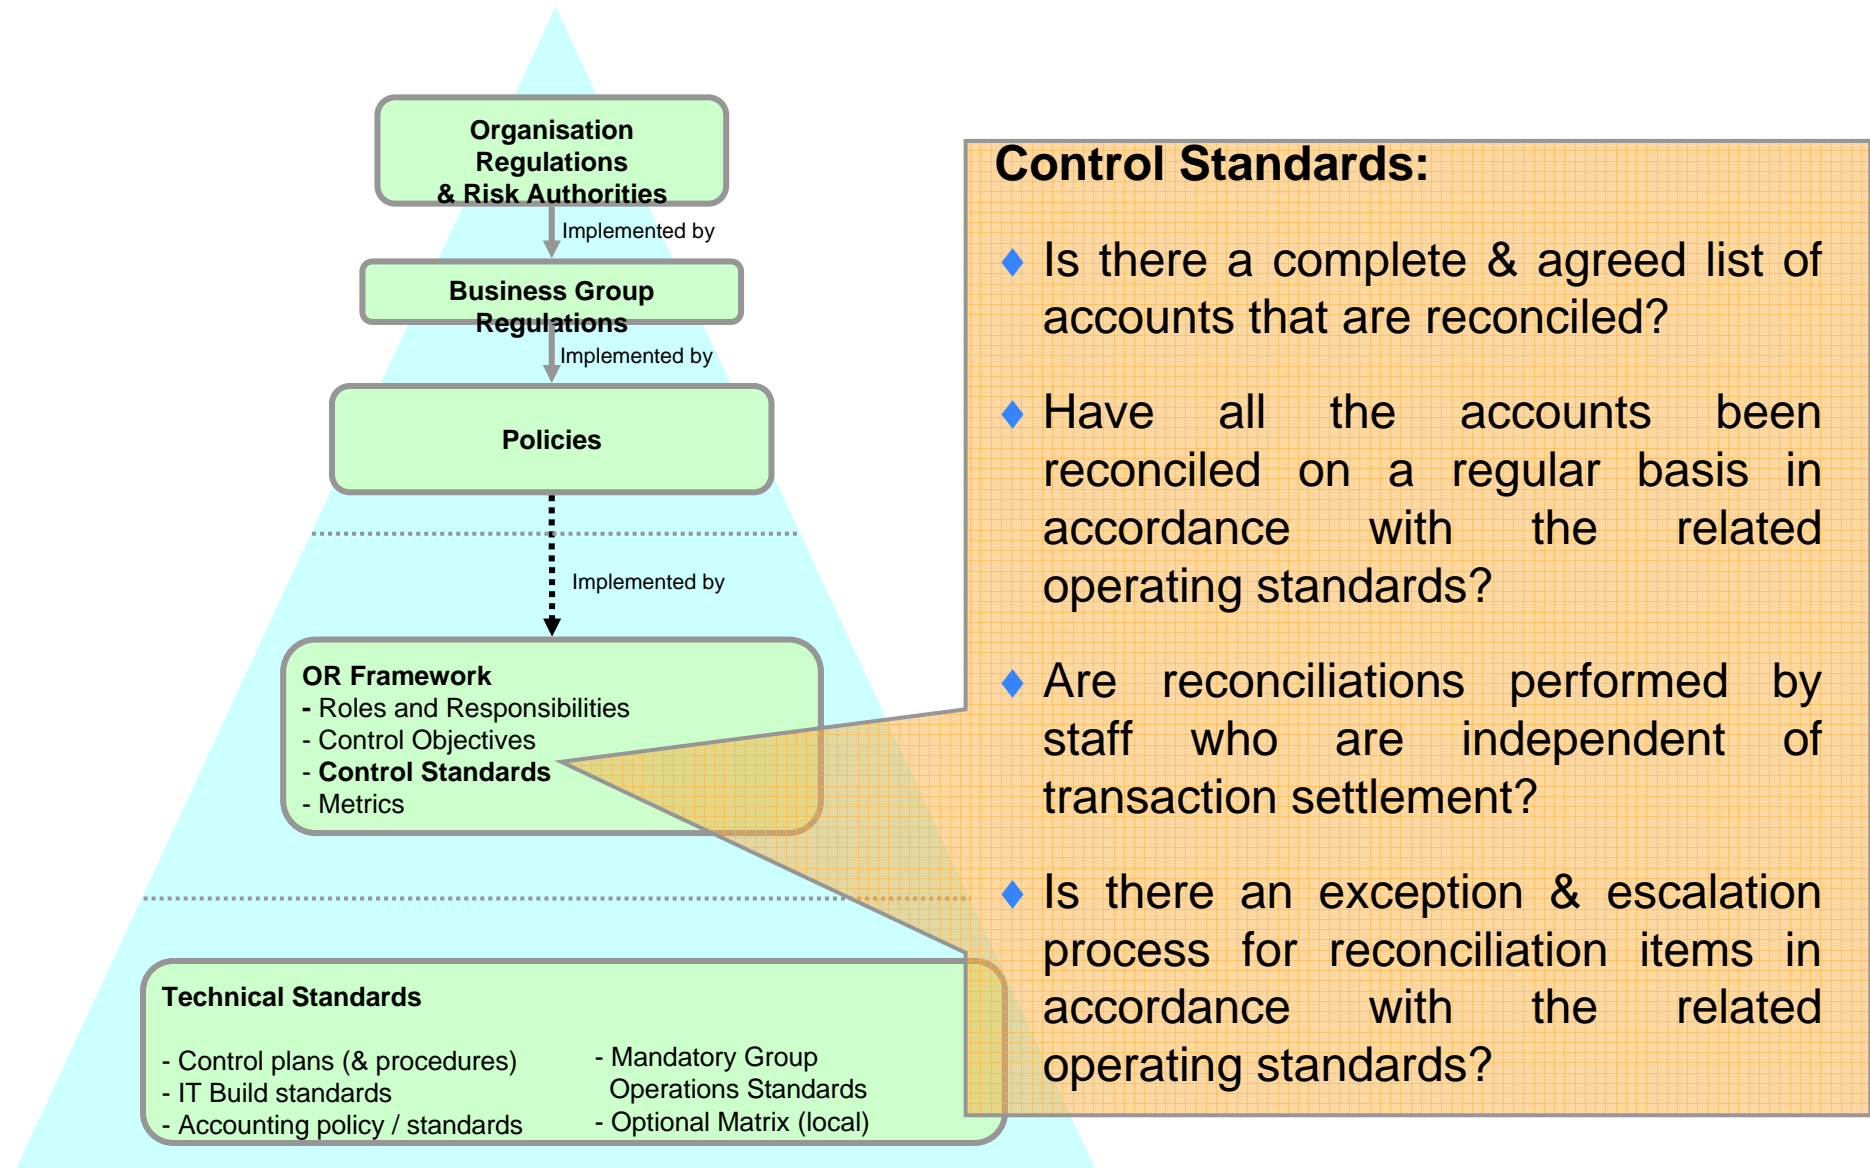 Organisation
Regulations
& Risk Authorities
Implemented by
Business Group
Regulations
Implemented by
Policies
Implemented by
OR Framework
- Roles and Responsibilities
- Control Objectives
- Control Standards
- Metrics
Technical Standards
- Control plans (& procedures)
- IT Build standards
- Accounting policy / standards
- Mandatory Group
Operations Standards
- Optional Matrix (local)
Control Standards:
♦ Is there a complete & agreed list of
accounts that are reconciled?
♦ Have all the accounts been
reconciled on a regular basis in
accordance with the related
operating standards?
♦ Are reconciliations performed by
staff who are independent of
transaction settlement?
♦ Is there an exception & escalation
process for reconciliation items in
accordance with the related
operating standards?